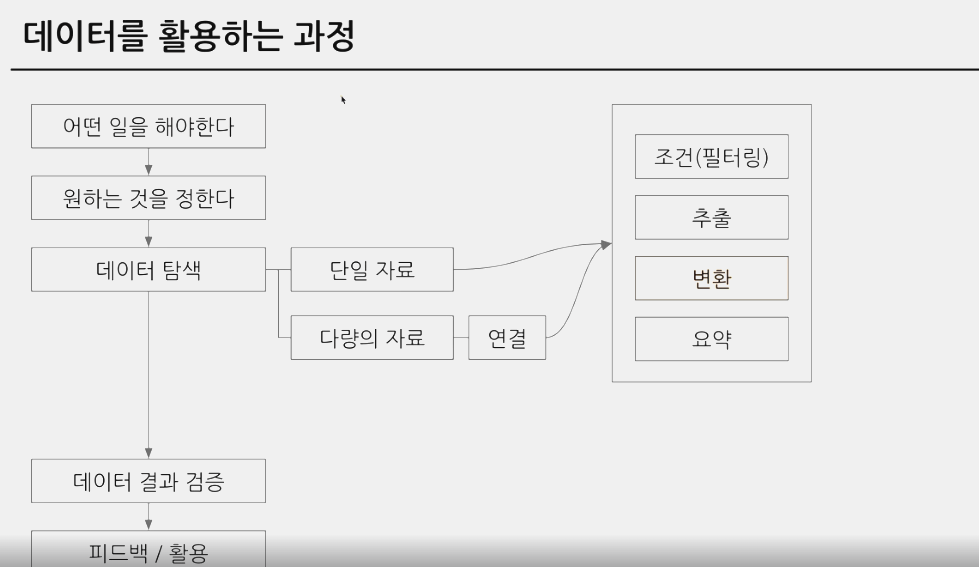 데이터를 활용하는 과정
어떤 일을 해야한다
원하는 것을 정한다
데이터 탐색
단일 자료
다량의 자료
연결
조건(필터링)
추출
변환
요약
데이터 결과 검증
피드백 / 활용